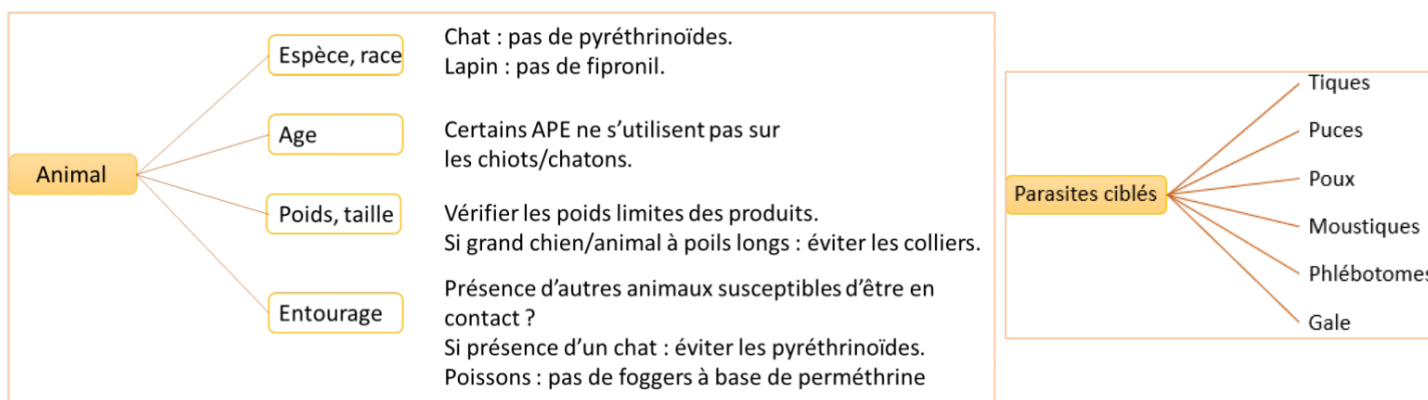 Animal
Espèce, race
Chat : pas de pyréthrinoïdes.
Lapin : pas de fipronil.
Age
Certains APE ne s’utilisent pas sur
les chiots/chatons.
Poids, taille
Vérifier les poids limites des produits.
Si grand chien/animal à poils longs : éviter les colliers.
Entourage
Présence d’autres animaux susceptibles d’être en
contact ?
Si présence d’un chat : éviter les pyréthrinoïdes.
Poissons : pas de foggers à base de perméthrine
Parasites ciblés
Tiques
Puces
Poux
Moustiques
Phlébotomes
Gale